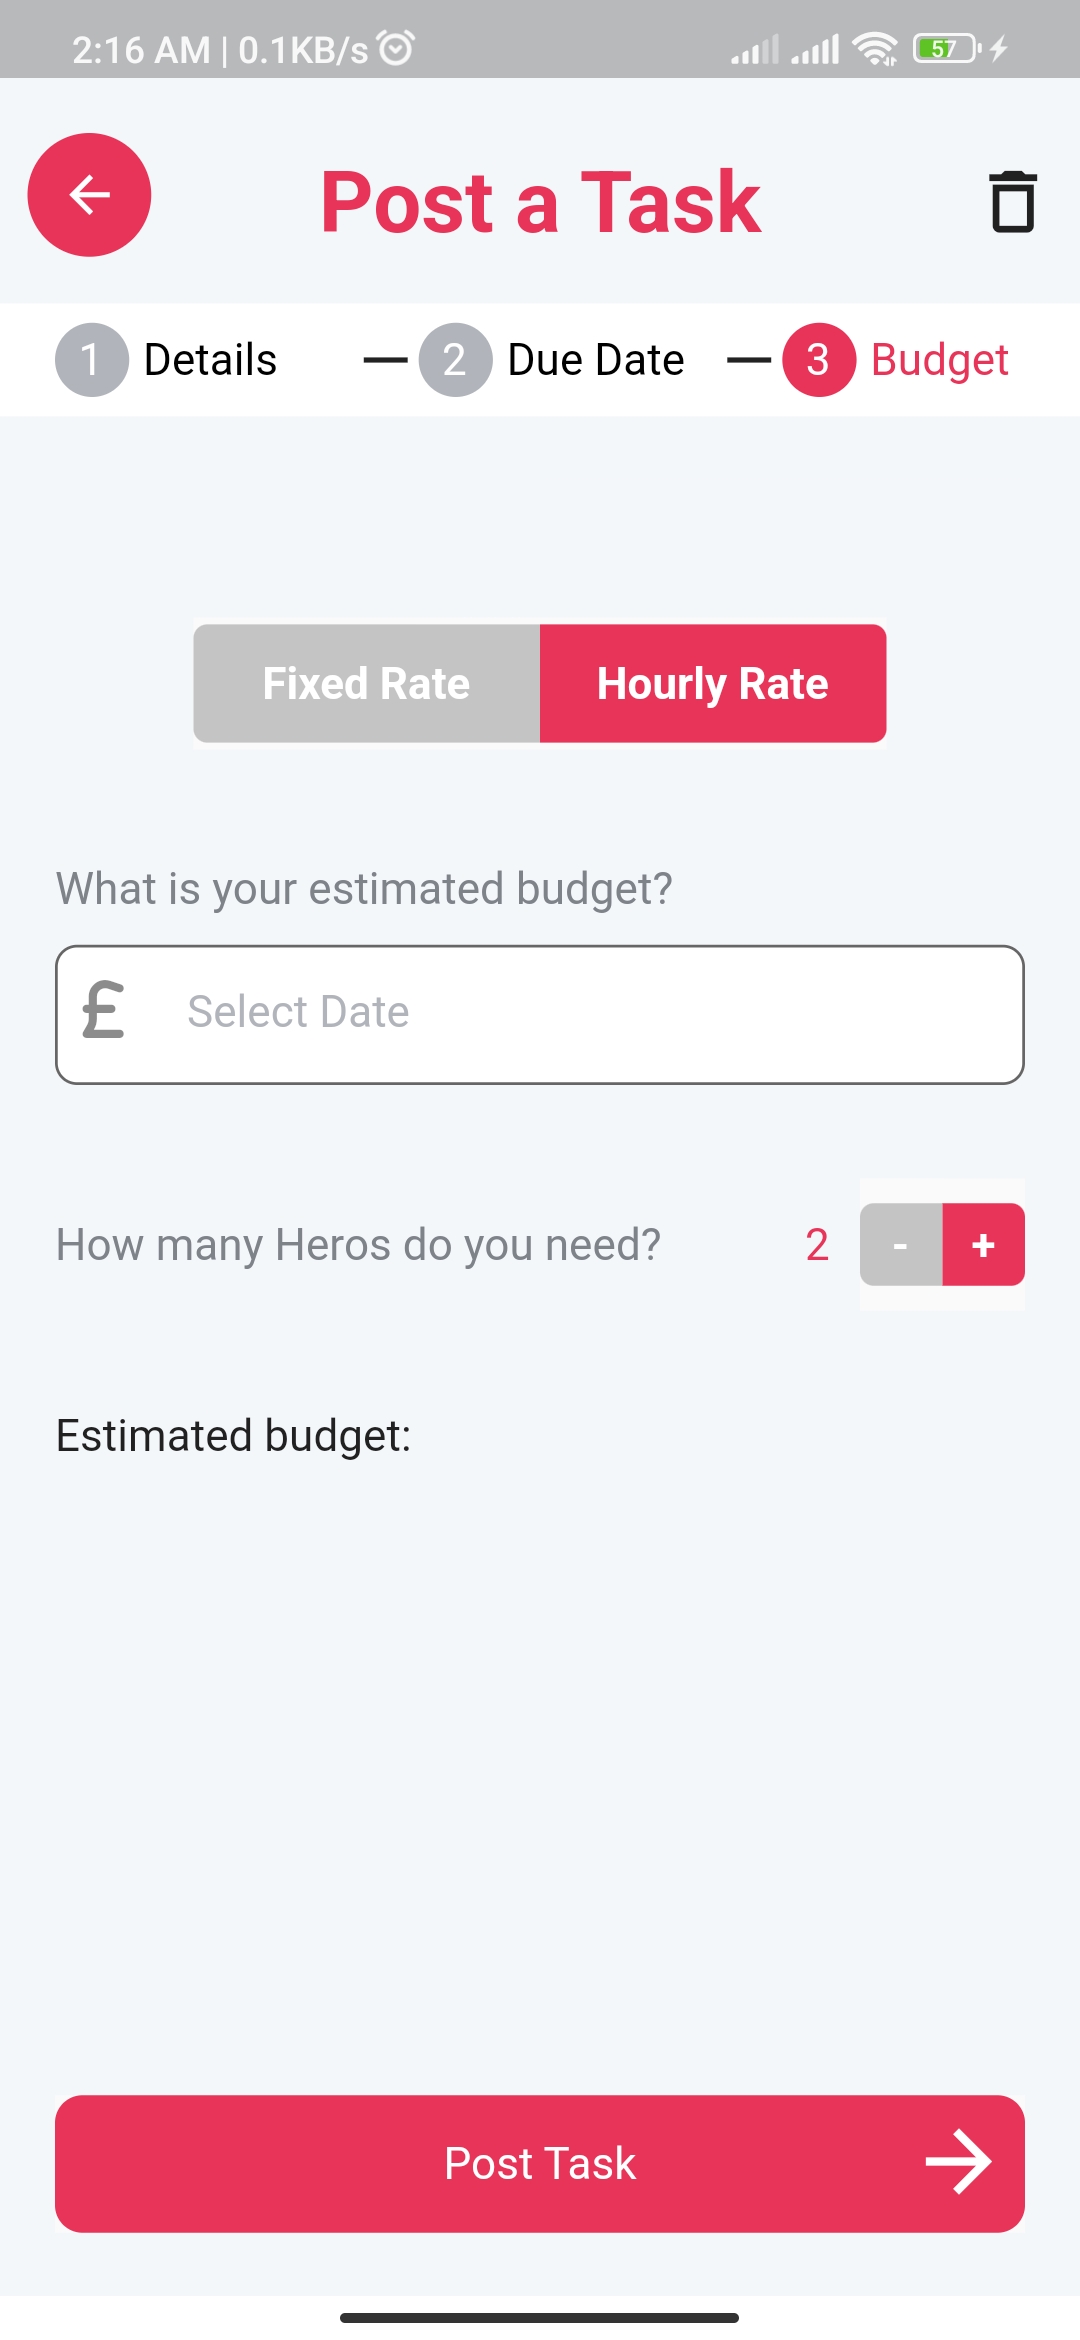 2:16 AM | 0.1KB/s 57
Post a Task
1 Details — 2 Due Date — 3 Budget
Fixed Rate Hourly Rate
What is your estimated budget?
£ Select Date
How many Heros do you need? 2 - +
Estimated budget:
Post Task